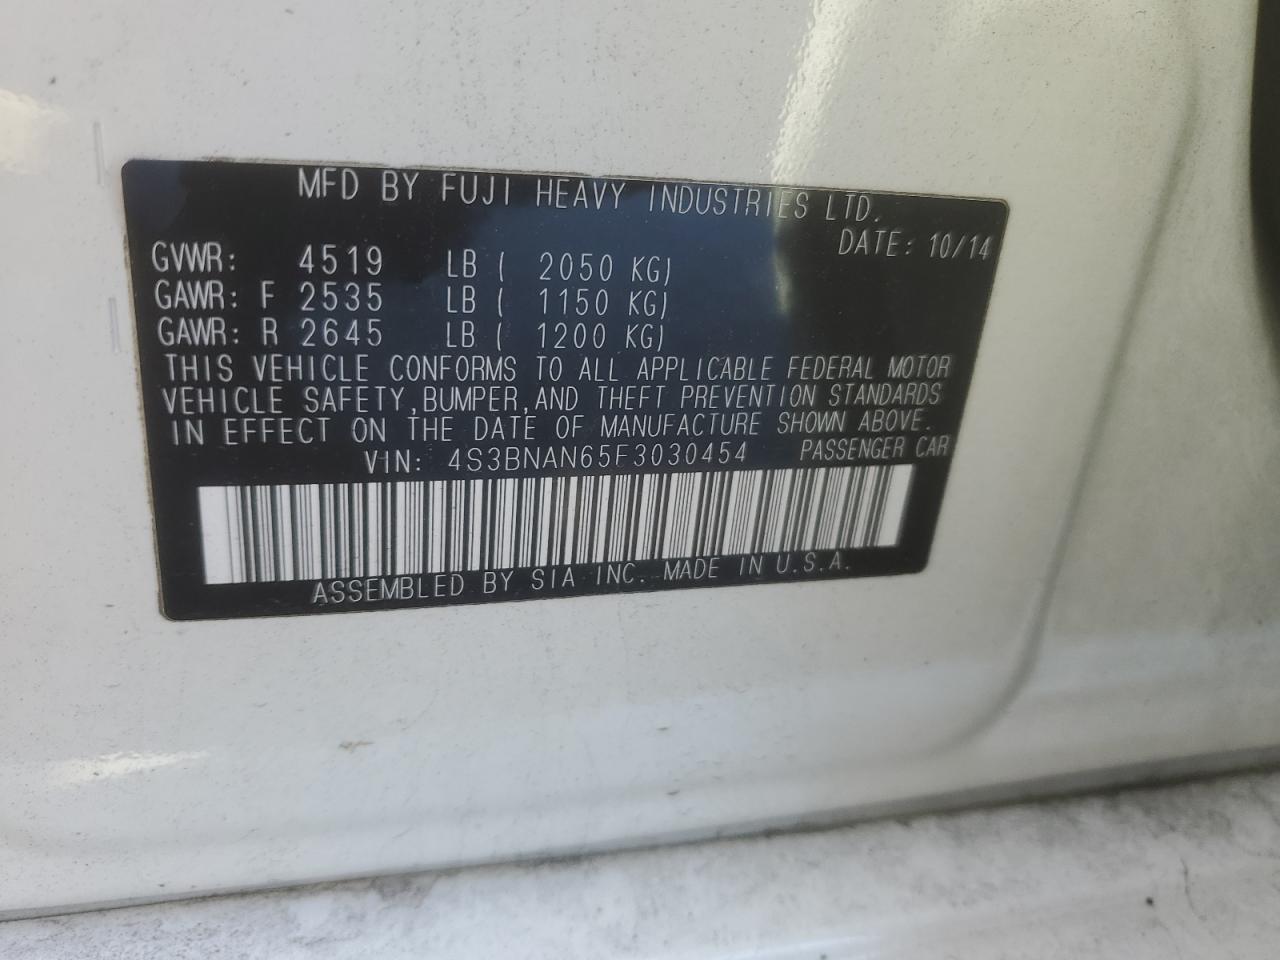 MFD BY FUJI HEAVY INDUSTRIES LTD.
DATE: 10/14
GVWR: 4519 LB ( 2050 KG)
GAWR: F 2535 LB ( 1150 KG)
GAWR: R 2645 LB ( 1200 KG)
THIS VEHICLE CONFORMS TO ALL APPLICABLE FEDERAL MOTOR
VEHICLE SAFETY, BUMPER, AND THEFT PREVENTION STANDARDS
IN EFFECT ON THE DATE OF MANUFACTURE SHOWN ABOVE.
VIN: 4S3BNAN65F3030454 PASSENGER CAR
ASSEMBLED BY SIA INC. MADE IN U.S.A.